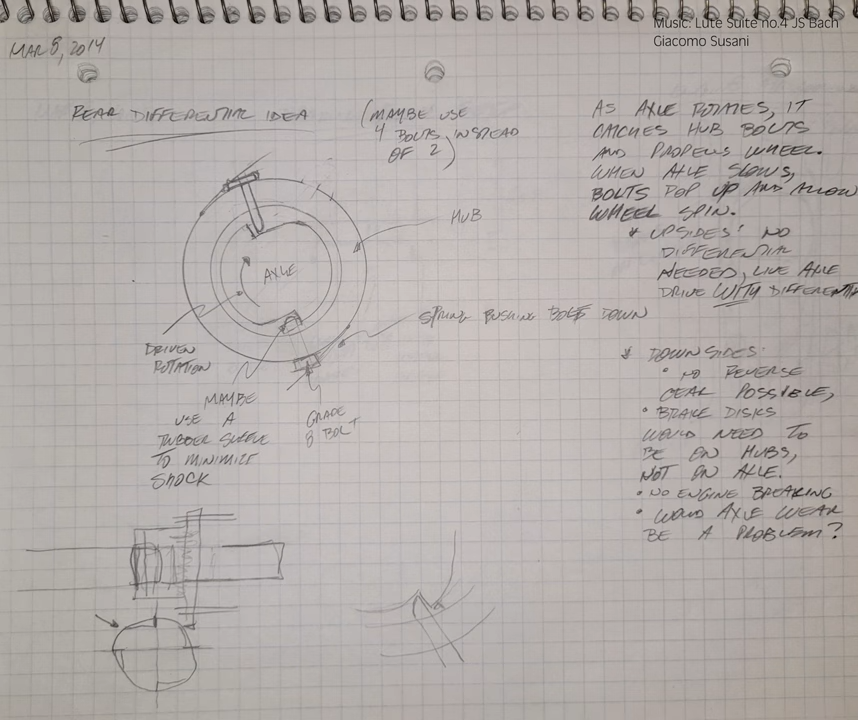 Music: Lute Suite no.4 JS Bach
Giacomo Susani
MAR 8, 2014
REAR DIFFERENTIAL IDEA
(MAYBE USE
4 BOLTS INSTEAD
OF 2)
HUB
AXLE
SPRING PUSHING BOLT DOWN
DRIVEN
ROTATION
MAYBE
USE A
RUBBER SLEEVE
TO MINIMIZE
SHOCK
GRADE
8 BOLT
AS AXLE ROTATES, IT
CATCHES HUB BOLTS
AND PROPELLS WHEEL.
WHEN AXLE SLOWS,
BOLTS POP UP AND ALLOW
WHEEL SPIN.
* UPSIDES: NO
DIFFERENTIAL
NEEDED, LIVE AXLE
DRIVE WITH DIFFERENTIA
* DOWNSIDES:
• NO REVERSE
GEAR POSSIBLE,
• BRAKE DISKS
WOULD NEED TO
BE ON HUBS,
NOT ON AXLE.
• NO ENGINE BREAKING
• WOULD AXLE WEAR
BE A PROBLEM?